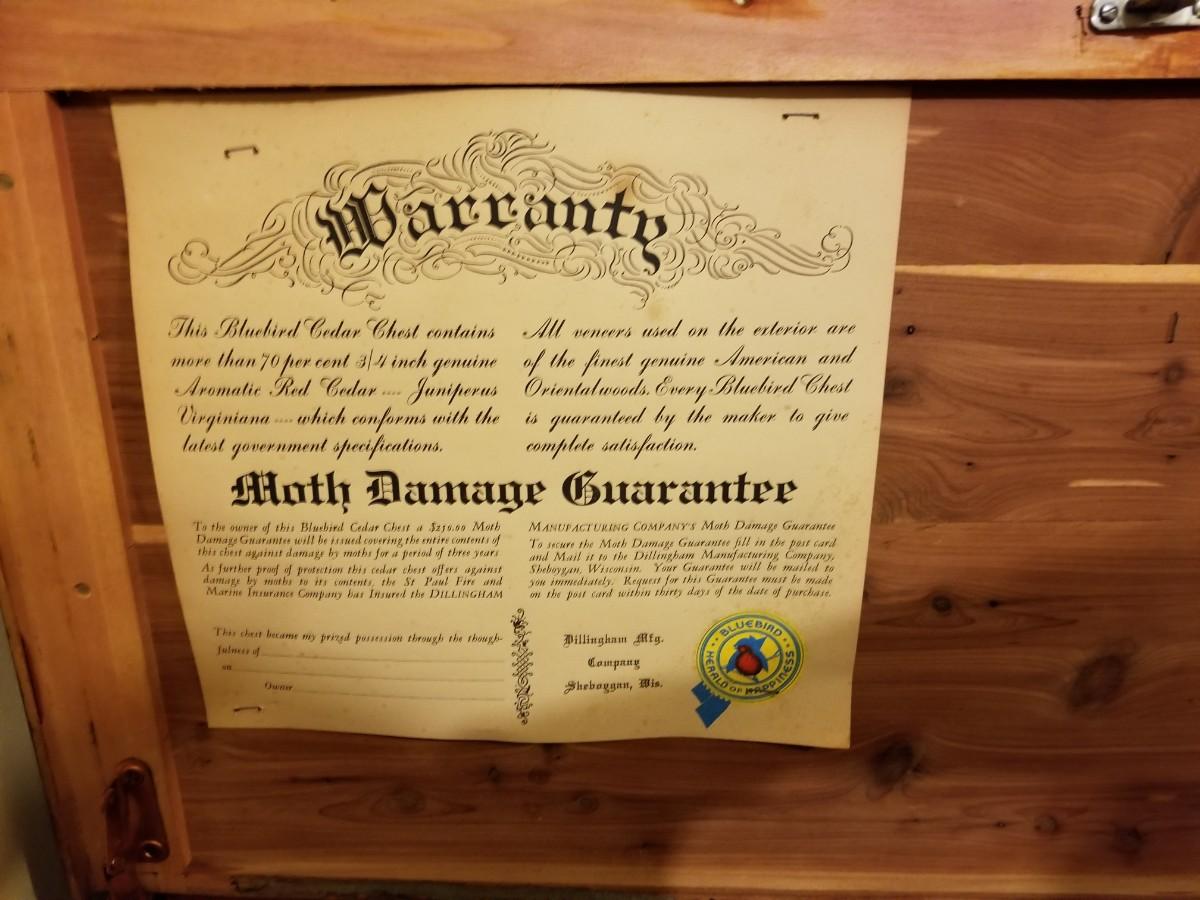 Warranty
This Bluebird Cedar Chest contains
more than 70 per cent 3/4 inch genuine
Aromatic Red Cedar .... Juniperus
Virginiana .... which conforms with the
latest government specifications.
All veneers used on the exterior are
of the finest genuine American and
Oriental woods. Every Bluebird Chest
is guaranteed by the maker to give
complete satisfaction.
Moth Damage Guarantee
To the owner of this Bluebird Cedar Chest a $250.00 Moth
Damage Guarantee will be issued covering the entire contents of
this chest against damage by moths for a period of three years
As further proof of protection this cedar chest offers against
damage by moths to its contents, the St Paul Fire and
Marine Insurance Company has Insured the DILLINGHAM
MANUFACTURING COMPANY'S Moth Damage Guarantee
To secure the Moth Damage Guarantee fill in the post card
and Mail it to the Dillingham Manufacturing Company,
Sheboygan, Wisconsin. Your Guarantee will be mailed to
you immediately. Request for this Guarantee must be made
on the post card within thirty days of the date of purchase.
This chest became my prized possession through the though-
fulness of
on
Owner
Dillingham Mfg.
Company
Sheboygan, Wis.
BLUEBIRD
HERALD OF HAPPINESS